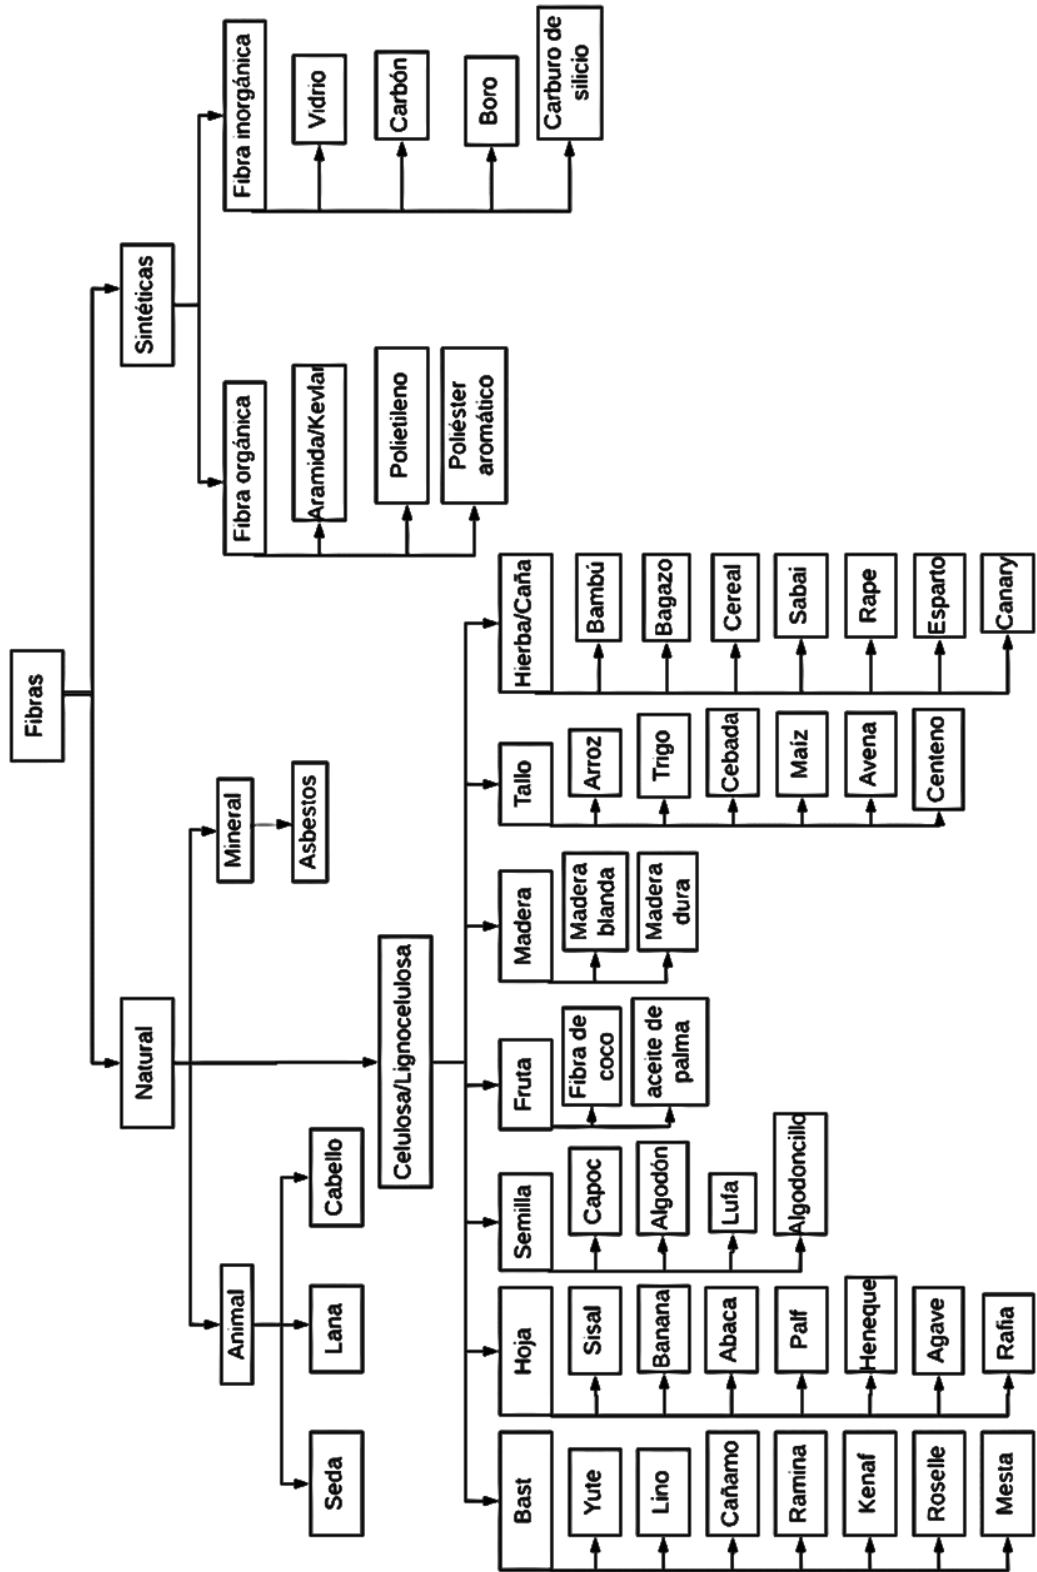 Fibras
Natural
Sintéticas
Animal
Mineral
Fibra orgánica
Fibra inorgánica
Seda
Lana
Cabello
Asbestos
Aramida/Kevlar
Polietileno
Poliéster
aromático
Vidrio
Carbón
Boro
Carburo de
silicio
Celulosa/Lignocelulosa
Bast
Yute
Lino
Cañamo
Ramina
Kenaf
Roselle
Mesta
Hoja
Sisal
Banana
Abaca
Palf
Heneque
Agave
Rafia
Semilla
Capoc
Algodón
Lufa
Algodoncillo
Fruta
Fibra de
coco
aceite de
palma
Madera
Madera
blanda
Madera
dura
Tallo
Arroz
Trigo
Cebada
Maíz
Avena
Centeno
Hierba/Caña
Bambú
Bagazo
Cereal
Sabai
Rape
Esparto
Canary